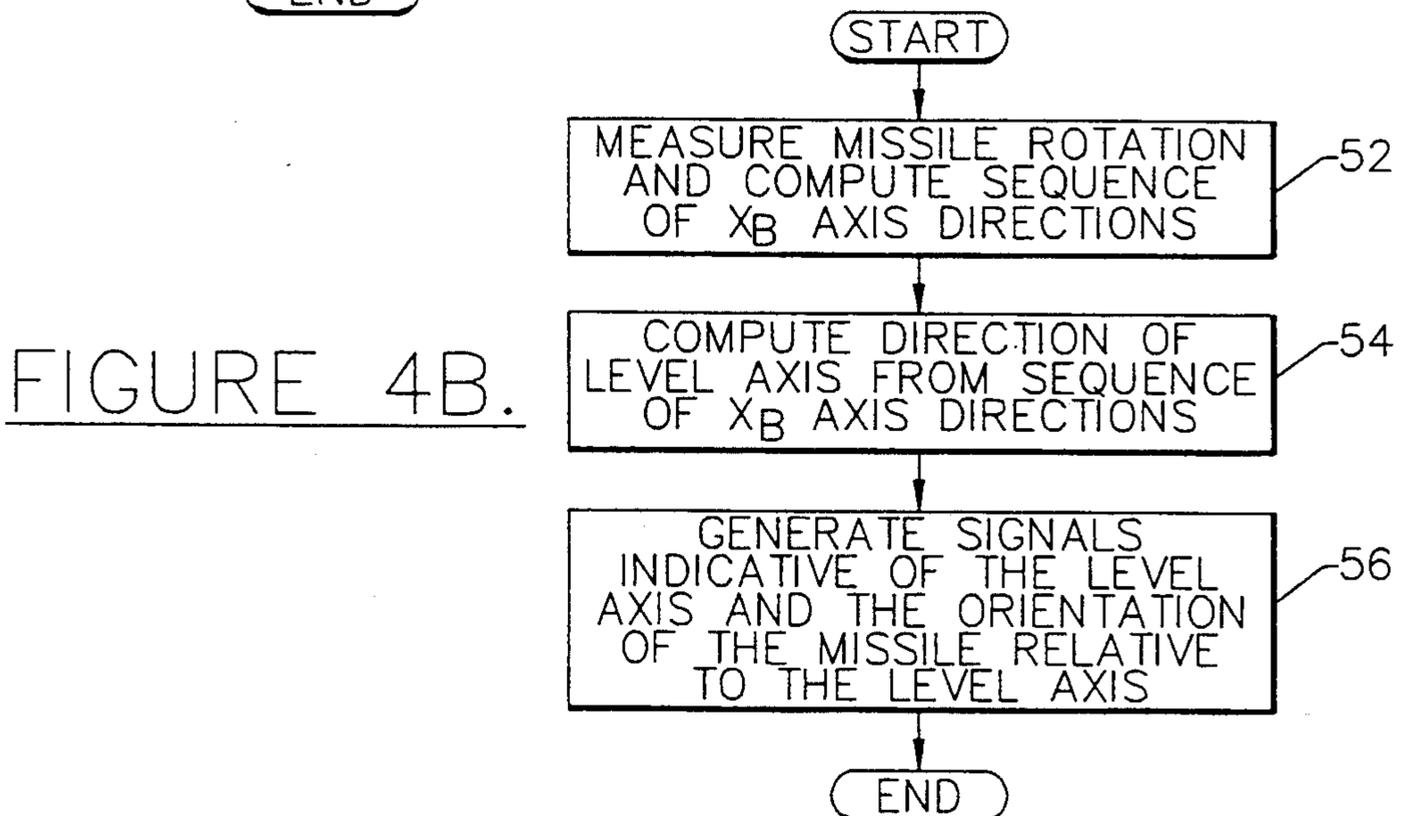 END
START
MEASURE MISSILE ROTATION
AND COMPUTE SEQUENCE
OF XB AXIS DIRECTIONS
52
COMPUTE DIRECTION OF
LEVEL AXIS FROM SEQUENCE
OF XB AXIS DIRECTIONS
54
FIGURE 4B.
GENERATE SIGNALS
INDICATIVE OF THE LEVEL
AXIS AND THE ORIENTATION
OF THE MISSILE RELATIVE
TO THE LEVEL AXIS
56
END